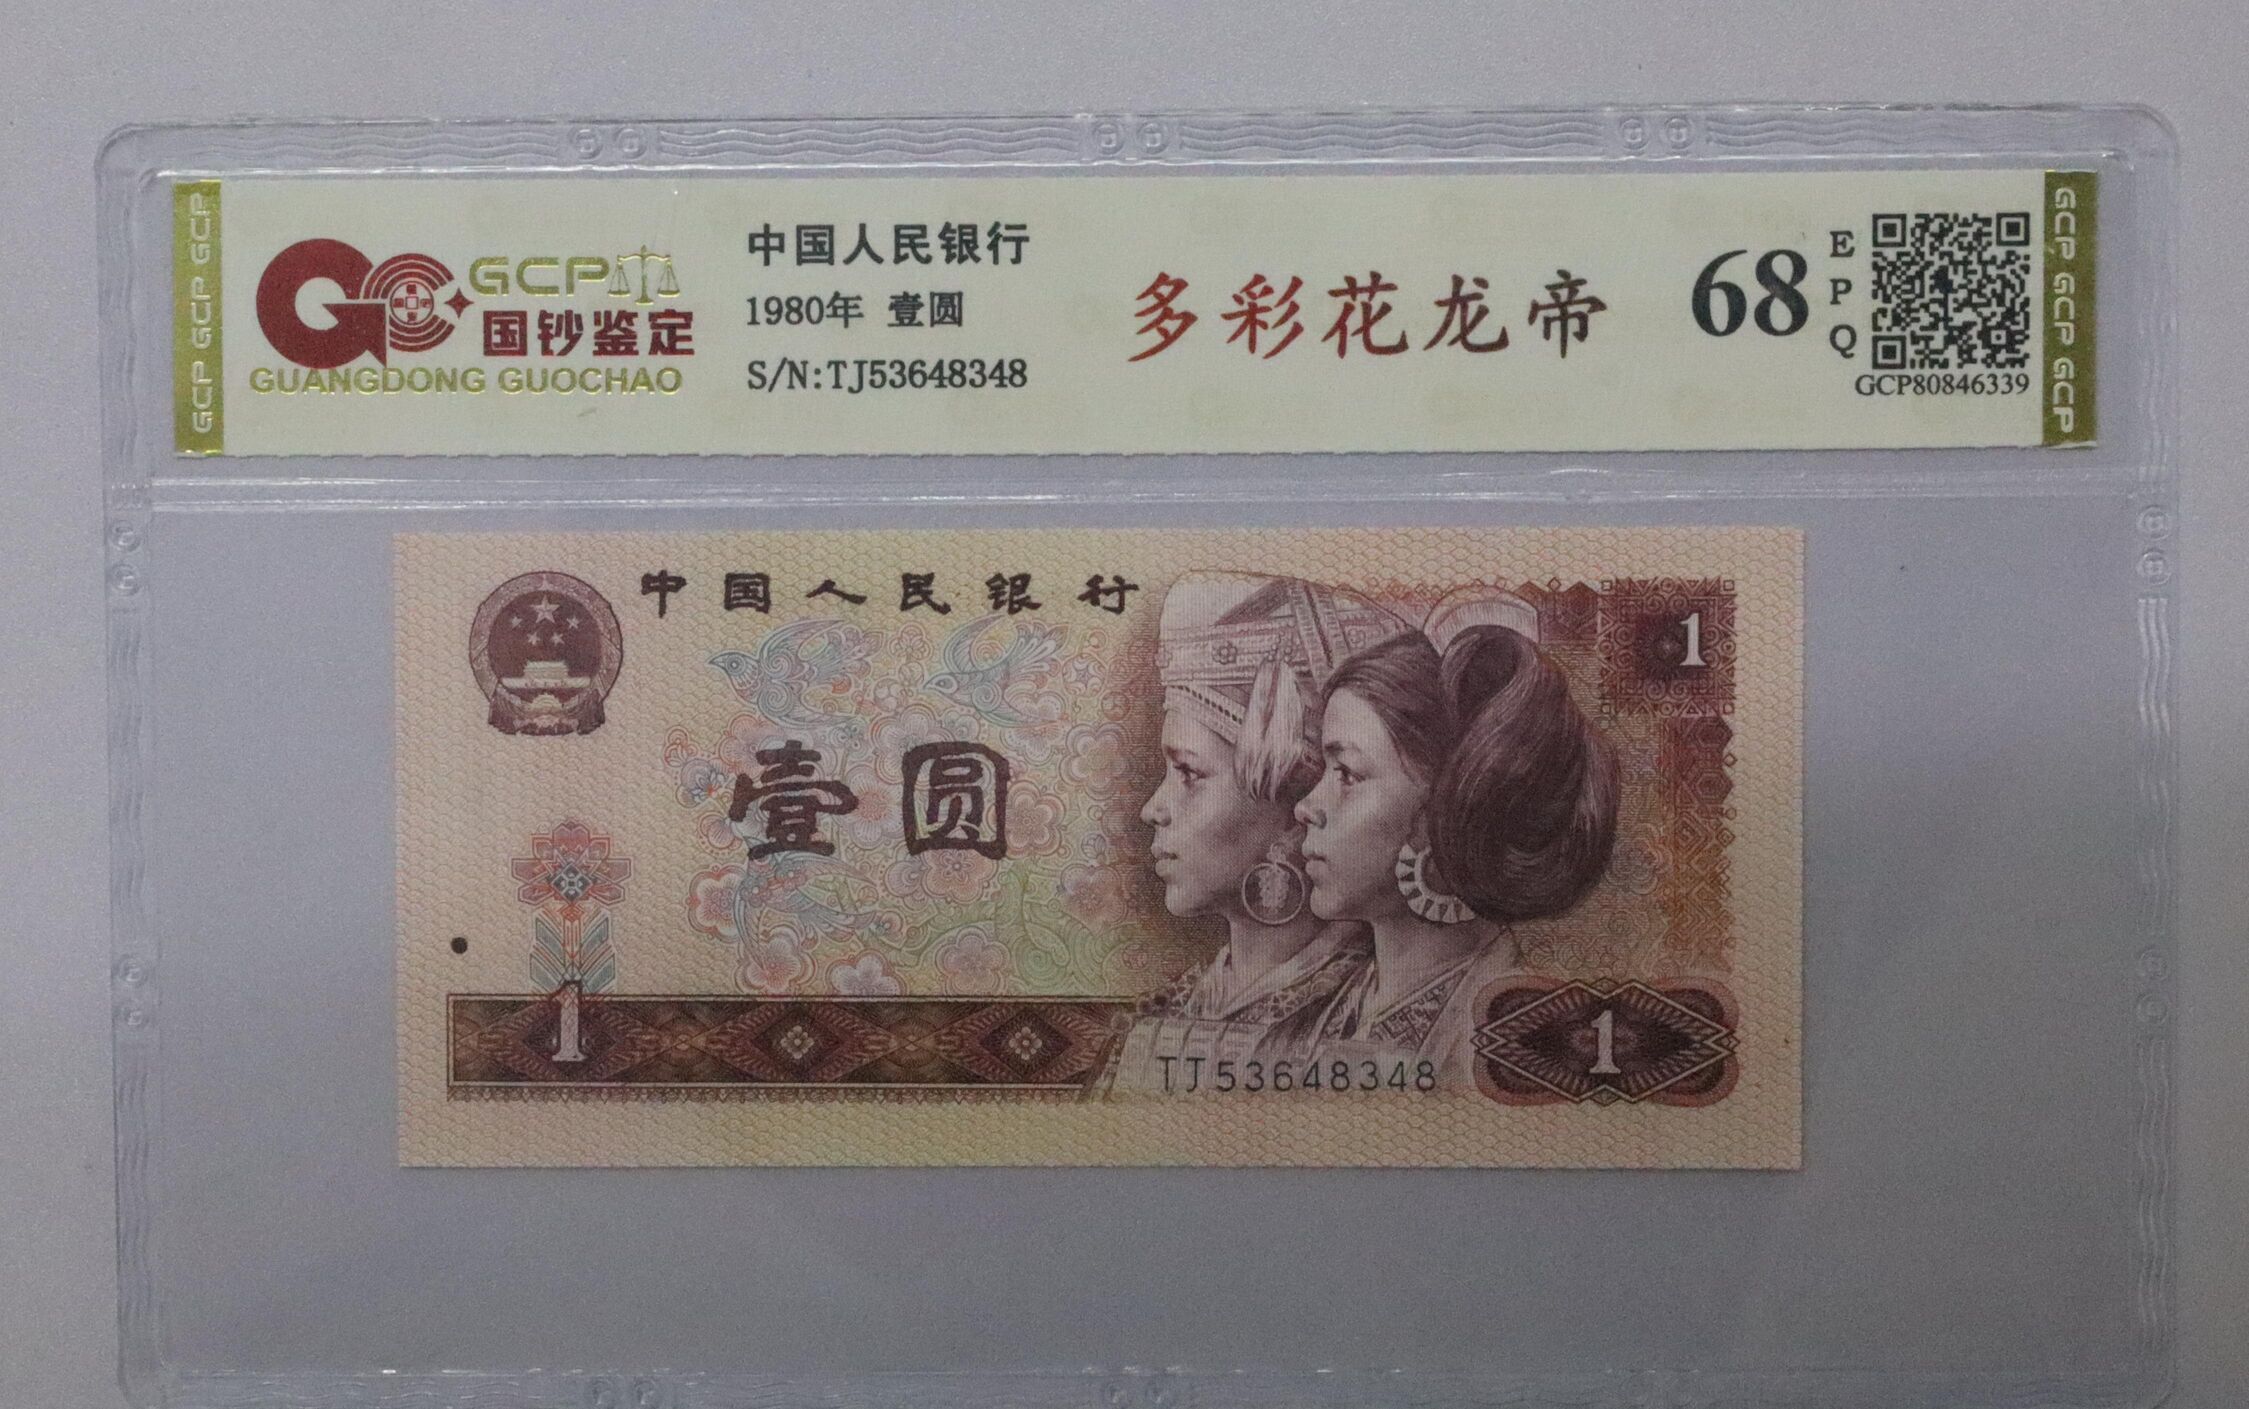 GCP GCP GCP
GCP
国钞鉴定
GUANGDONG GUOCHAO
中国人民银行
1980年 壹圆
S/N:TJ53648348
多彩花龙帝
68
EPQ
GCP80846339
GCP GCP GCP
中国人民银行
1
壹圆
1
1
TJ53648348